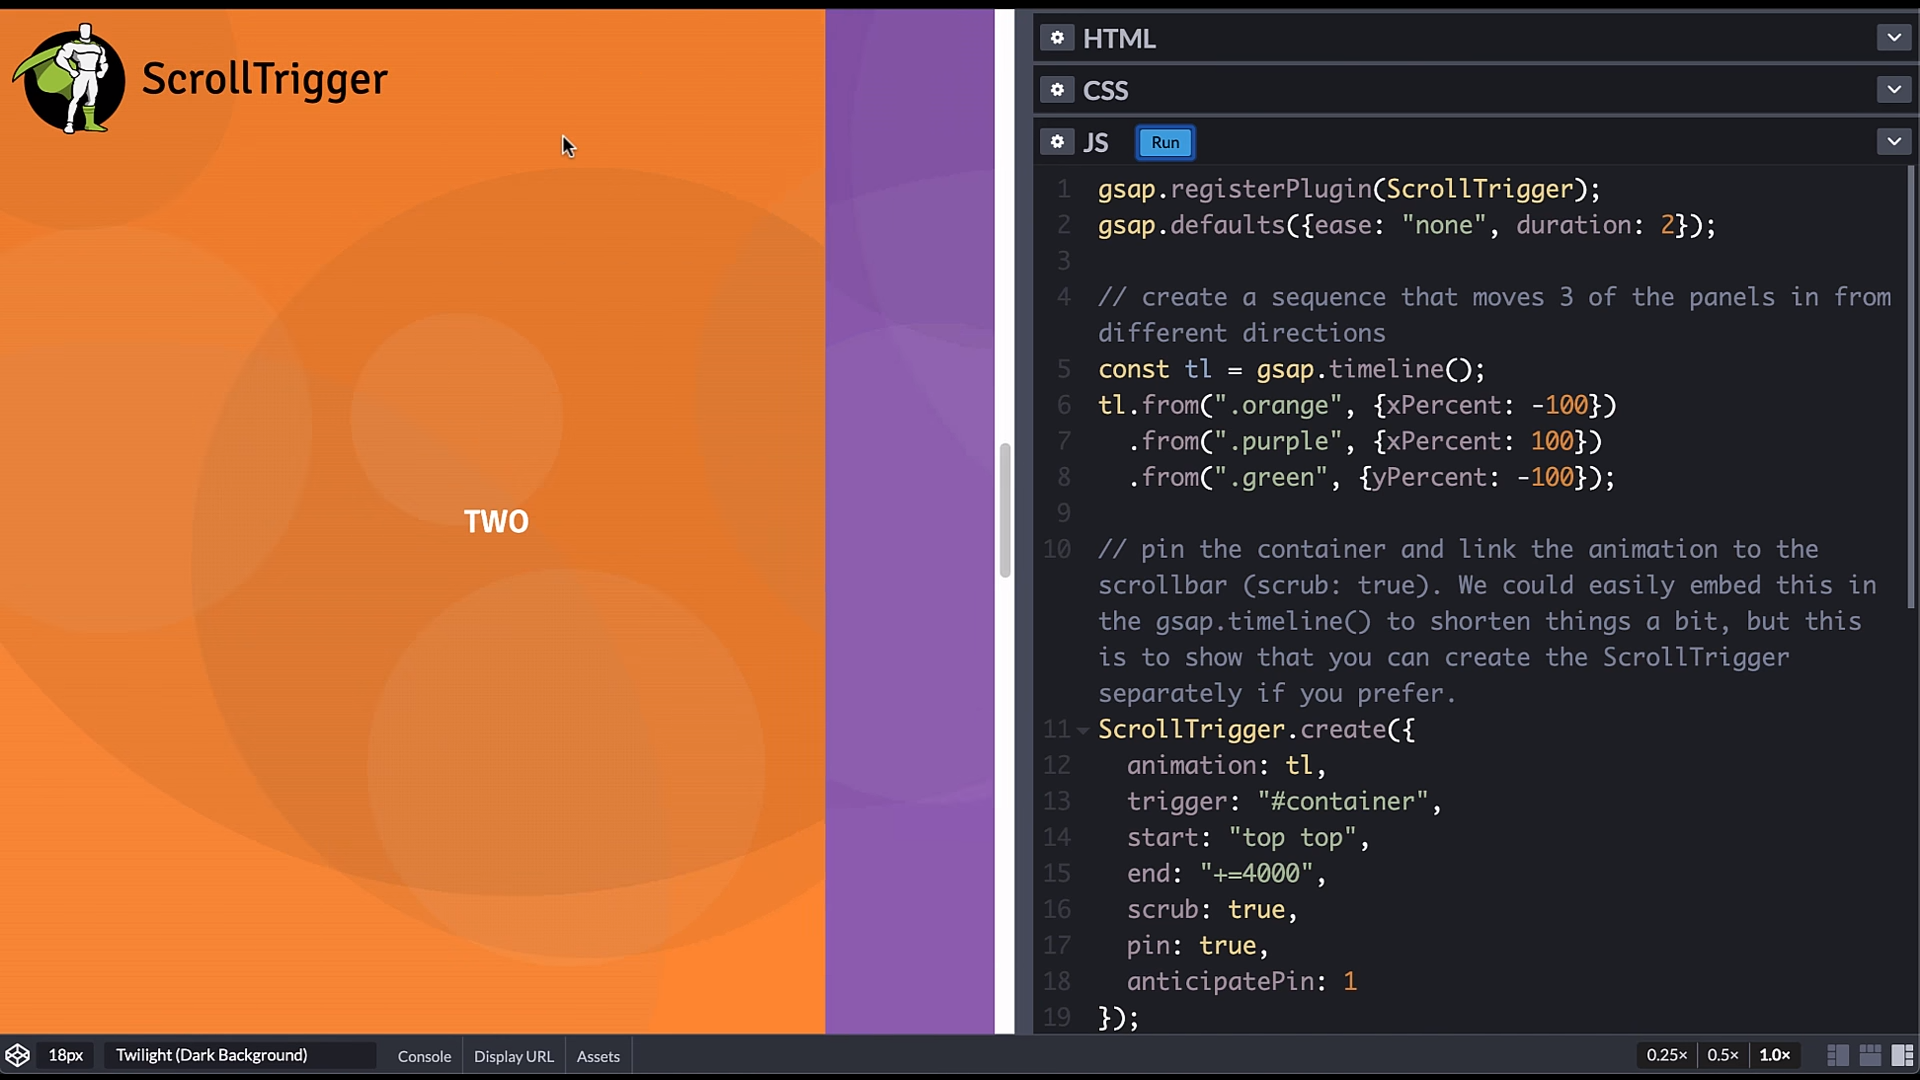 ScrollTrigger
TWO
HTML
CSS
JS
Run
1 gsap.registerPlugin(ScrollTrigger);
2 gsap.defaults({ease: "none", duration: 2});
3
4 // create a sequence that moves 3 of the panels in from
different directions
5 const tl = gsap.timeline();
6 tl.from(".orange", {xPercent: -100})
7 .from(".purple", {xPercent: 100})
8 .from(".green", {yPercent: -100});
9
10 // pin the container and link the animation to the
scrollbar (scrub: true). We could easily embed this in
the gsap.timeline() to shorten things a bit, but this
is to show that you can create the ScrollTrigger
separately if you prefer.
11 ScrollTrigger.create({
12 animation: tl,
13 trigger: "#container",
14 start: "top top",
15 end: "+=4000",
16 scrub: true,
17 pin: true,
18 anticipatePin: 1
19 });
18px Twilight (Dark Background) Console Display URL Assets 0.25× 0.5× 1.0×